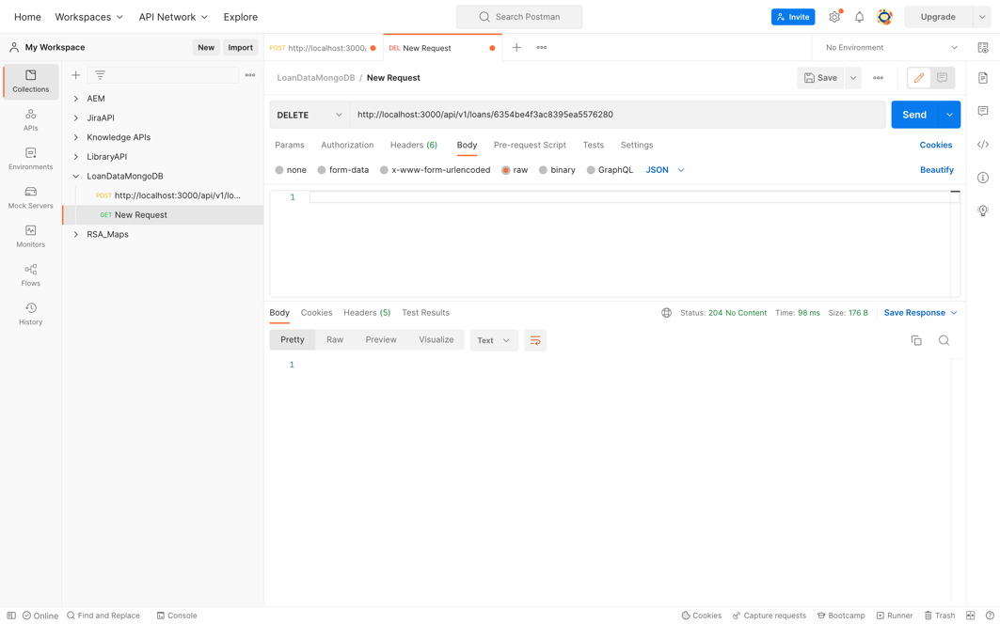 Home Workspaces API Network Explore Search Postman Invite Upgrade
My Workspace New Import POST http://localhost:3000/ DEL New Request No Environment
Collections
APIs
Environments
Mock Servers
Monitors
Flows
History
AEM
JiraAPI
Knowledge APIs
LibraryAPI
LoanDataMongoDB
POST http://localhost:3000/api/v1/lo...
GET New Request
RSA_Maps
LoanDataMongoDB / New Request Save
DELETE http://localhost:3000/api/v1/loans/6354be4f3ac8395ea5576280 Send
Params Authorization Headers (6) Body Pre-request Script Tests Settings Cookies
none form-data x-www-form-urlencoded raw binary GraphQL JSON Beautify
1
Body Cookies Headers (5) Test Results Status: 204 No Content Time: 98 ms Size: 176 B Save Response
Pretty Raw Preview Visualize Text
1
Online Find and Replace Console Cookies Capture requests Bootcamp Runner Trash